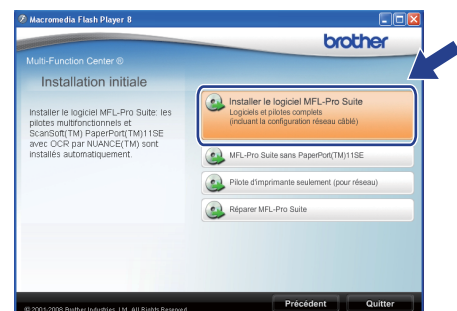 Macromedia Flash Player 8
brother
Multi-Function Center ®
Installation initiale
Installer le logiciel MFL-Pro Suite: les
pilotes multifonctionnels et
ScanSoft(TM) PaperPort(TM)11SE
avec OCR par NUANCE(TM) sont
installés automatiquement.
Installer le logiciel MFL-Pro Suite
Logiciels et pilotes complets
(incluant la configuration réseau câblé)
MFL-Pro Suite sans PaperPort(TM)11SE
Pilote d'imprimante seulement (pour réseau)
Réparer MFL-Pro Suite
Précédent
Quitter
© 2001-2008 Brother Industries, Ltd. All Rights Reserved.